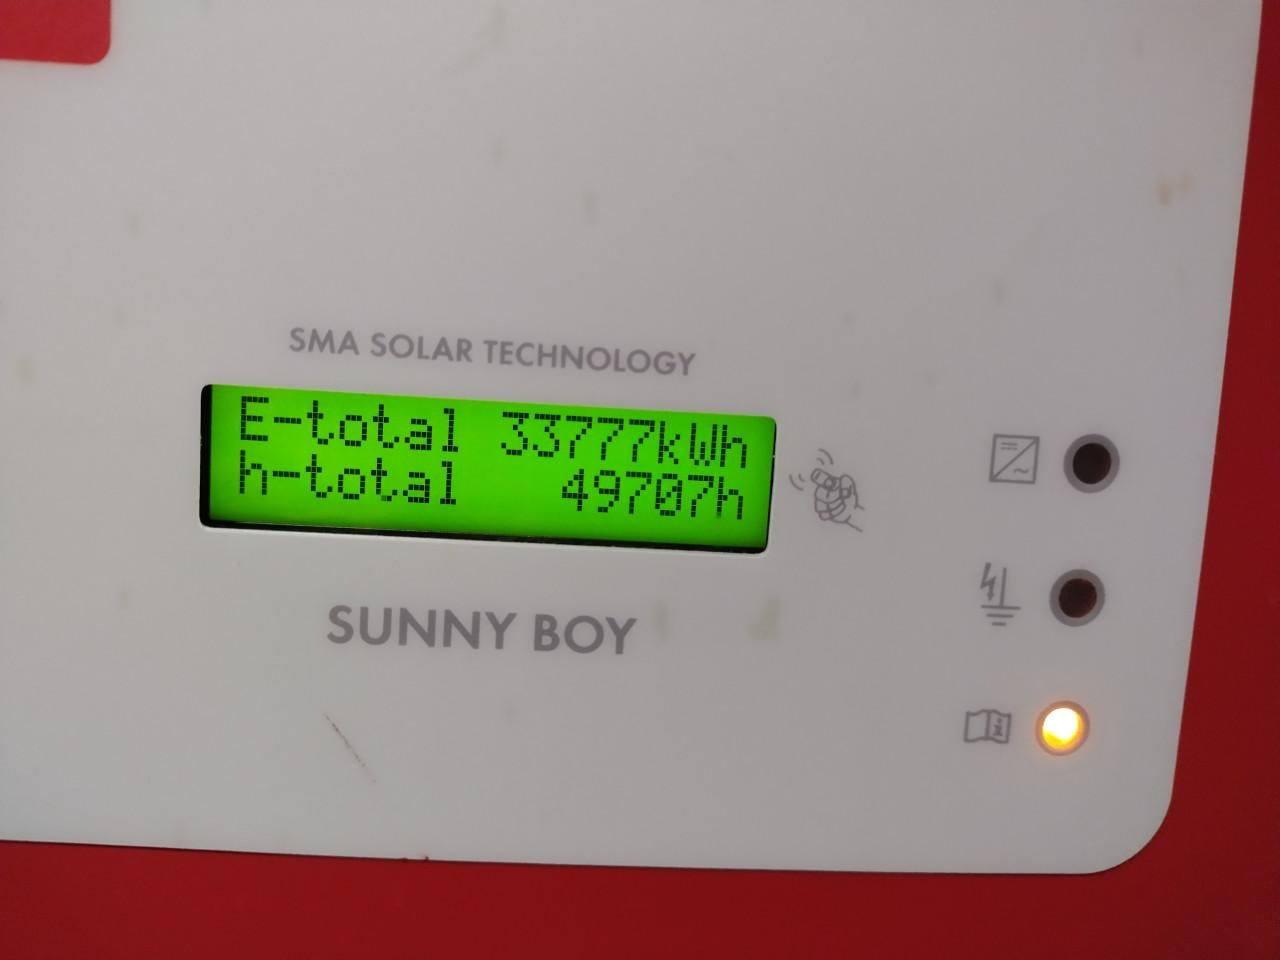 SMA SOLAR TECHNOLOGY
E-total 33777kWh
h-total 49707h
SUNNY BOY